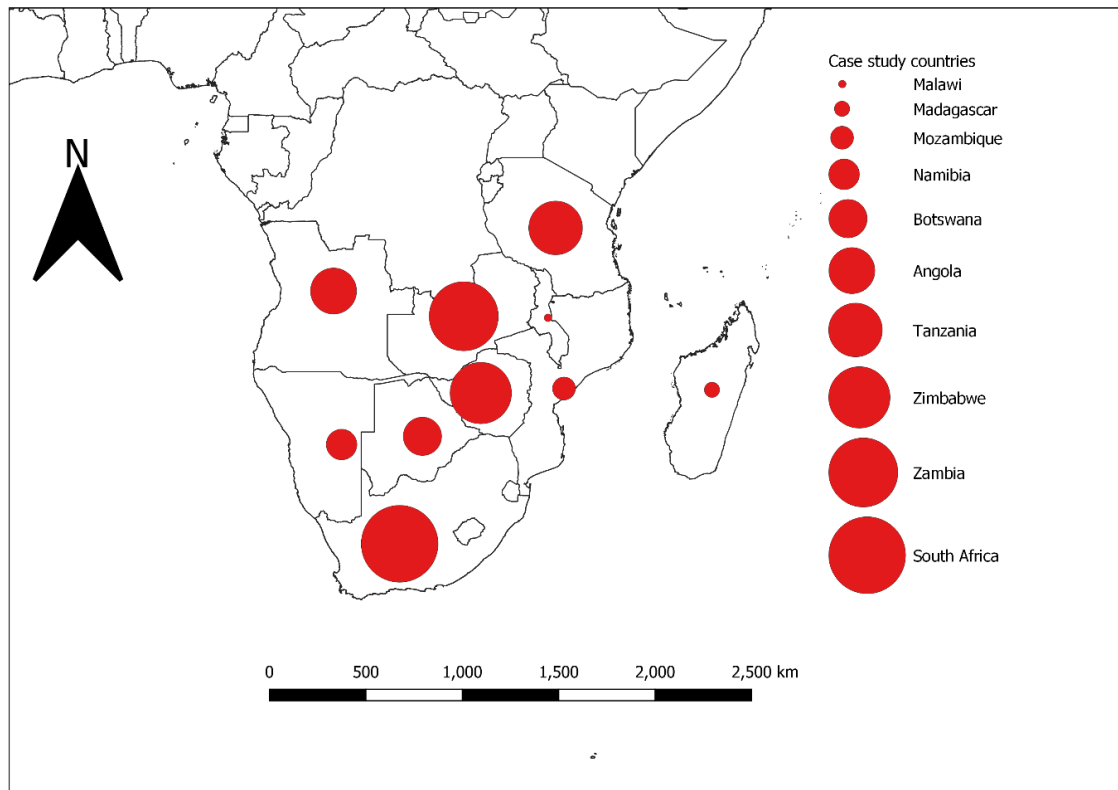 Case study countries
Malawi
Madagascar
N
Mozambique
Namibia
Botswana
Angola
Tanzania
Zimbabwe
Zambia
South Africa
0 500 1,000 1,500 2,000 2,500 km